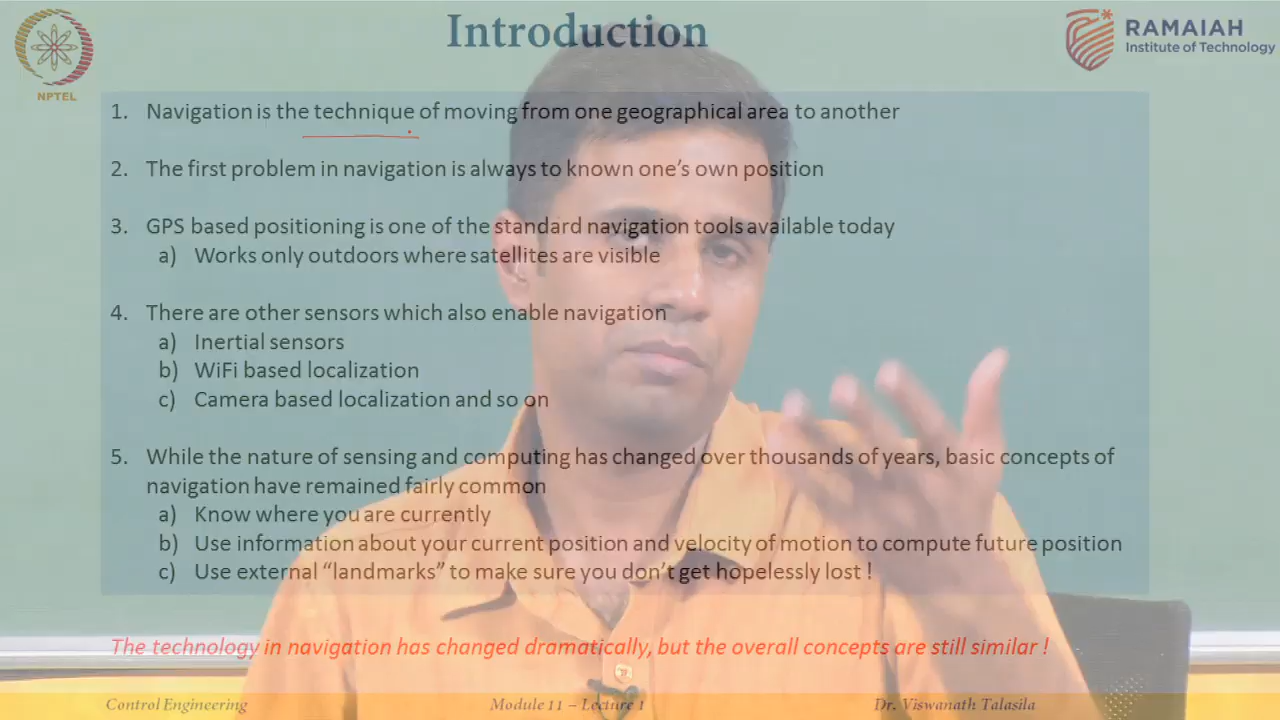 Introduction
NPTEL
RAMAIAH
Institute of Technology
1. Navigation is the technique of moving from one geographical area to another
2. The first problem in navigation is always to known one's own position
3. GPS based positioning is one of the standard navigation tools available today
a) Works only outdoors where satellites are visible
4. There are other sensors which also enable navigation
a) Inertial sensors
b) WiFi based localization
c) Camera based localization and so on
5. While the nature of sensing and computing has changed over thousands of years, basic concepts of
navigation have remained fairly common
a) Know where you are currently
b) Use information about your current position and velocity of motion to compute future position
c) Use external “landmarks” to make sure you don't get hopelessly lost !
The technology in navigation has changed dramatically, but the overall concepts are still similar !
Control Engineering
Module 11 – Lecture 1
Dr. Viswanath Talasila